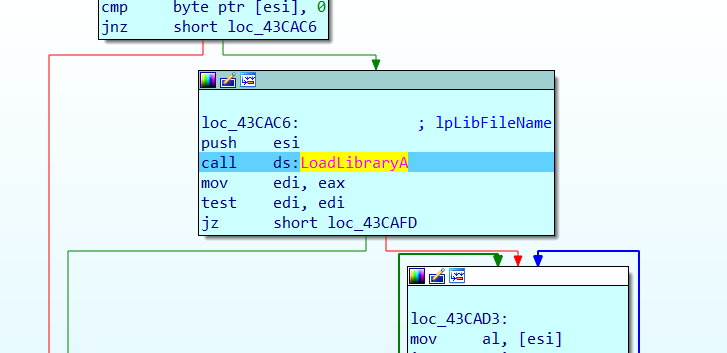 cmp     byte ptr [esi], 0
jnz     short loc_43CAC6
loc_43CAC6:             ; lpLibFileName
push    esi
call    ds:LoadLibraryA
mov     edi, eax
test    edi, edi
jz      short loc_43CAFD
loc_43CAD3:
mov     al, [esi]